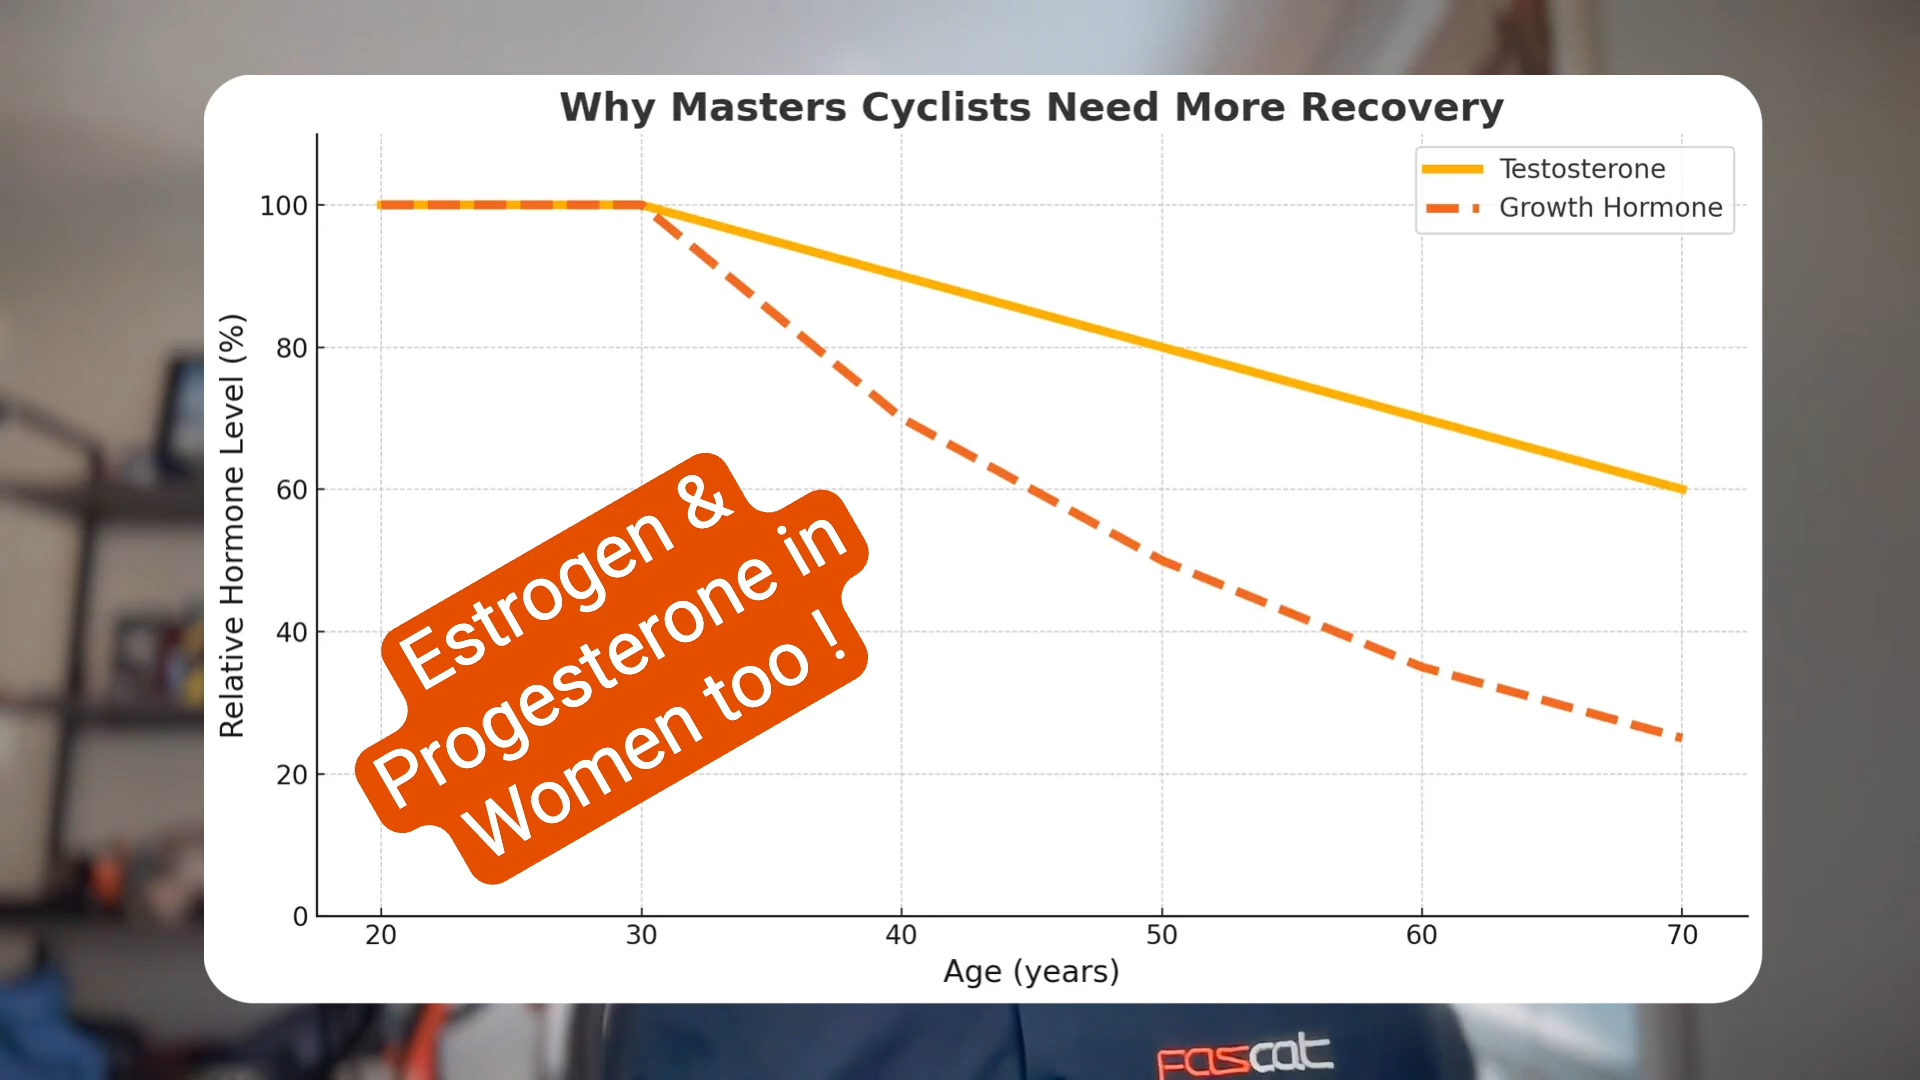 Why Masters Cyclists Need More Recovery
Testosterone
Growth Hormone
Relative Hormone Level (%)
100
80
60
40
20
0
Estrogen &
Progesterone in
Women too !
20 30 40 50 60 70
Age (years)
FasCat